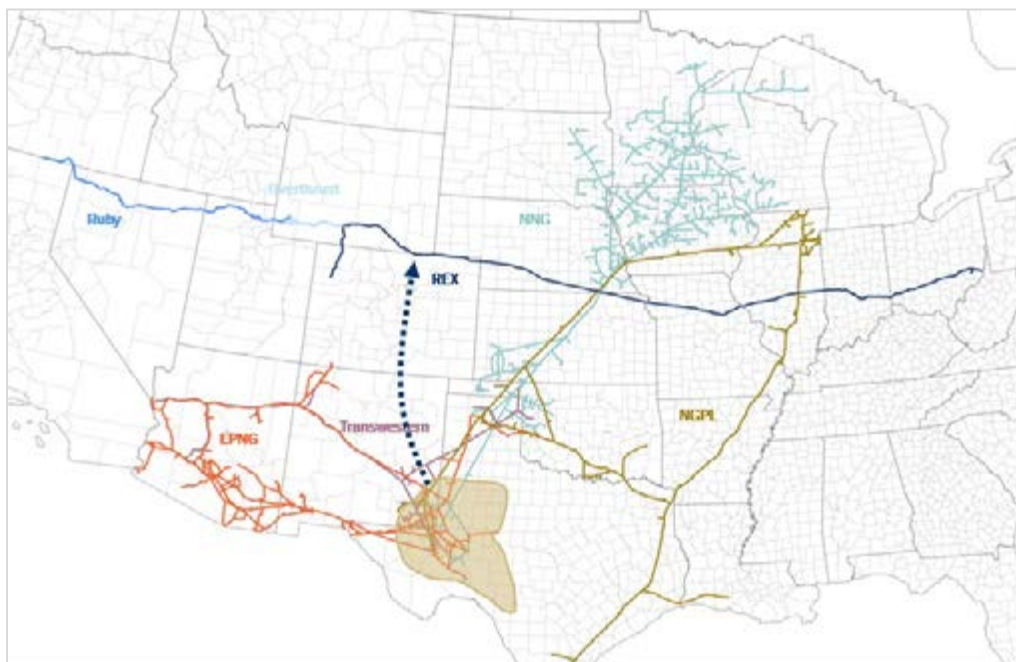 Overthrust
Ruby
NNG
REX
Transwestern
EPNG
NGPL